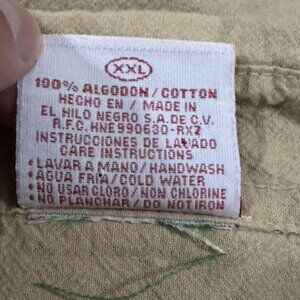 XXL
100% ALGODON/COTTON
HECHO EN/MADE IN
EL HILO NEGRO S.A.DE C.V.
R.F.C. HNE990630-RX7
INSTRUCCIONES DE LAVADO
CARE INSTRUCTIONS
• LAVAR A MANO/HANDWASH
• AGUA FRIA/COLD WATER
• NO USAR CLORO/NON CHLORINE
• NO PLANCHAR/DO NOT IRON